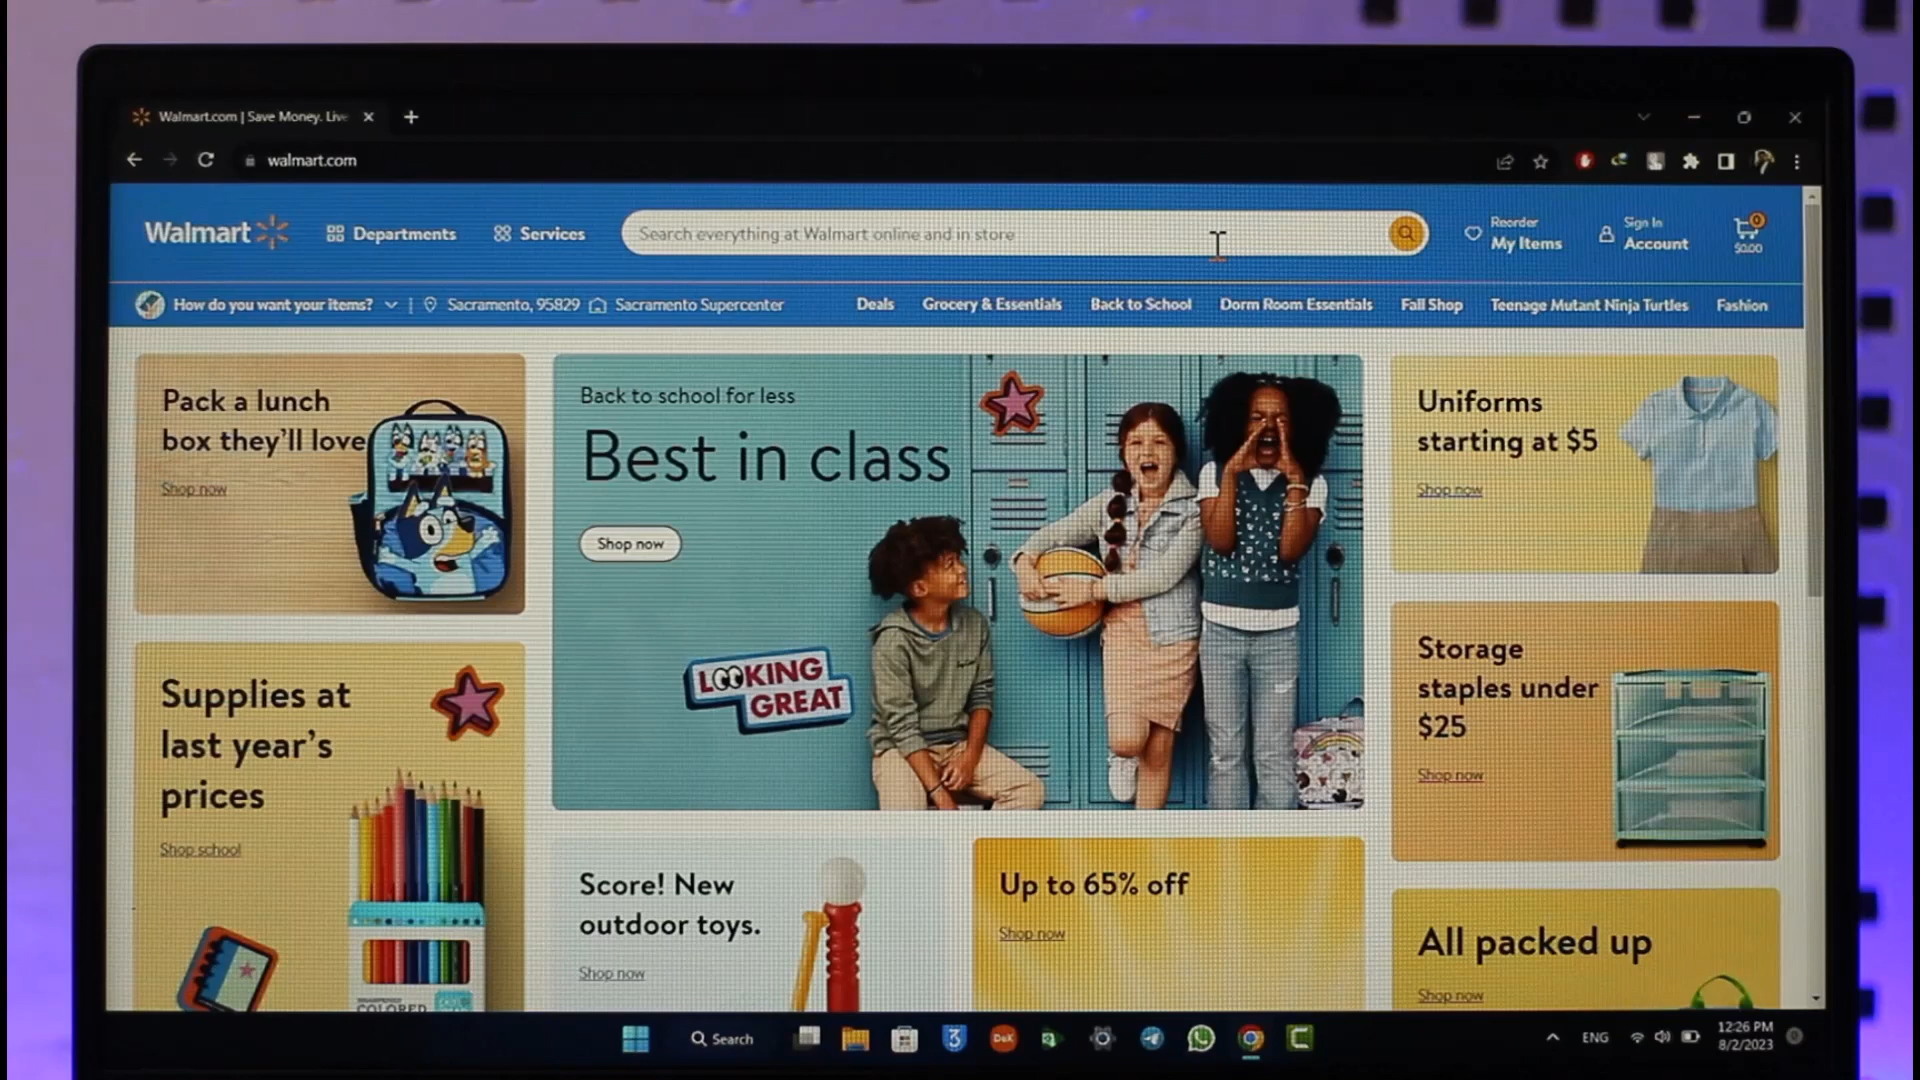 Walmart.com | Save Money. Live
walmart.com
Walmart
Departments
Services
Search everything at Walmart online and in store
Reorder
My Items
Sign In
Account
0
$0.00
How do you want your items?
Sacramento, 95829
Sacramento Supercenter
Deals
Grocery & Essentials
Back to School
Dorm Room Essentials
Fall Shop
Teenage Mutant Ninja Turtles
Fashion
Pack a lunch
box they'll love
Shop now
Back to school for less
Best in class
Shop now
LOOKING
GREAT
Uniforms
starting at $5
Shop now
Supplies at
last year's
prices
Shop school
COLORED
Storage
staples under
$25
Shop now
Score! New
outdoor toys.
Shop now
Up to 65% off
Shop now
All packed up
Shop now
Search
ENG
12:26 PM
8/2/2023